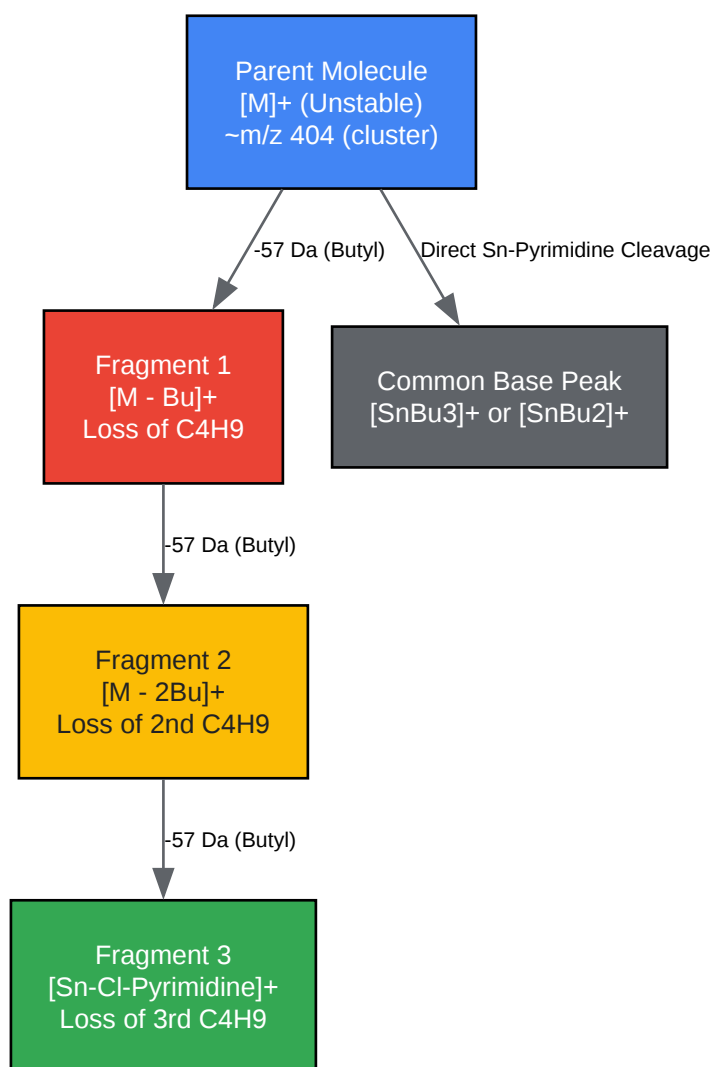 Parent Molecule
[M]+ (Unstable)
~m/z 404 (cluster)
-57 Da (Butyl)
Direct Sn-Pyrimidine Cleavage
Fragment 1
[M - Bu]+
Loss of C4H9
Common Base Peak
[SnBu3]+ or [SnBu2]+
-57 Da (Butyl)
Fragment 2
[M - 2Bu]+
Loss of 2nd C4H9
-57 Da (Butyl)
Fragment 3
[Sn-Cl-Pyrimidine]+
Loss of 3rd C4H9